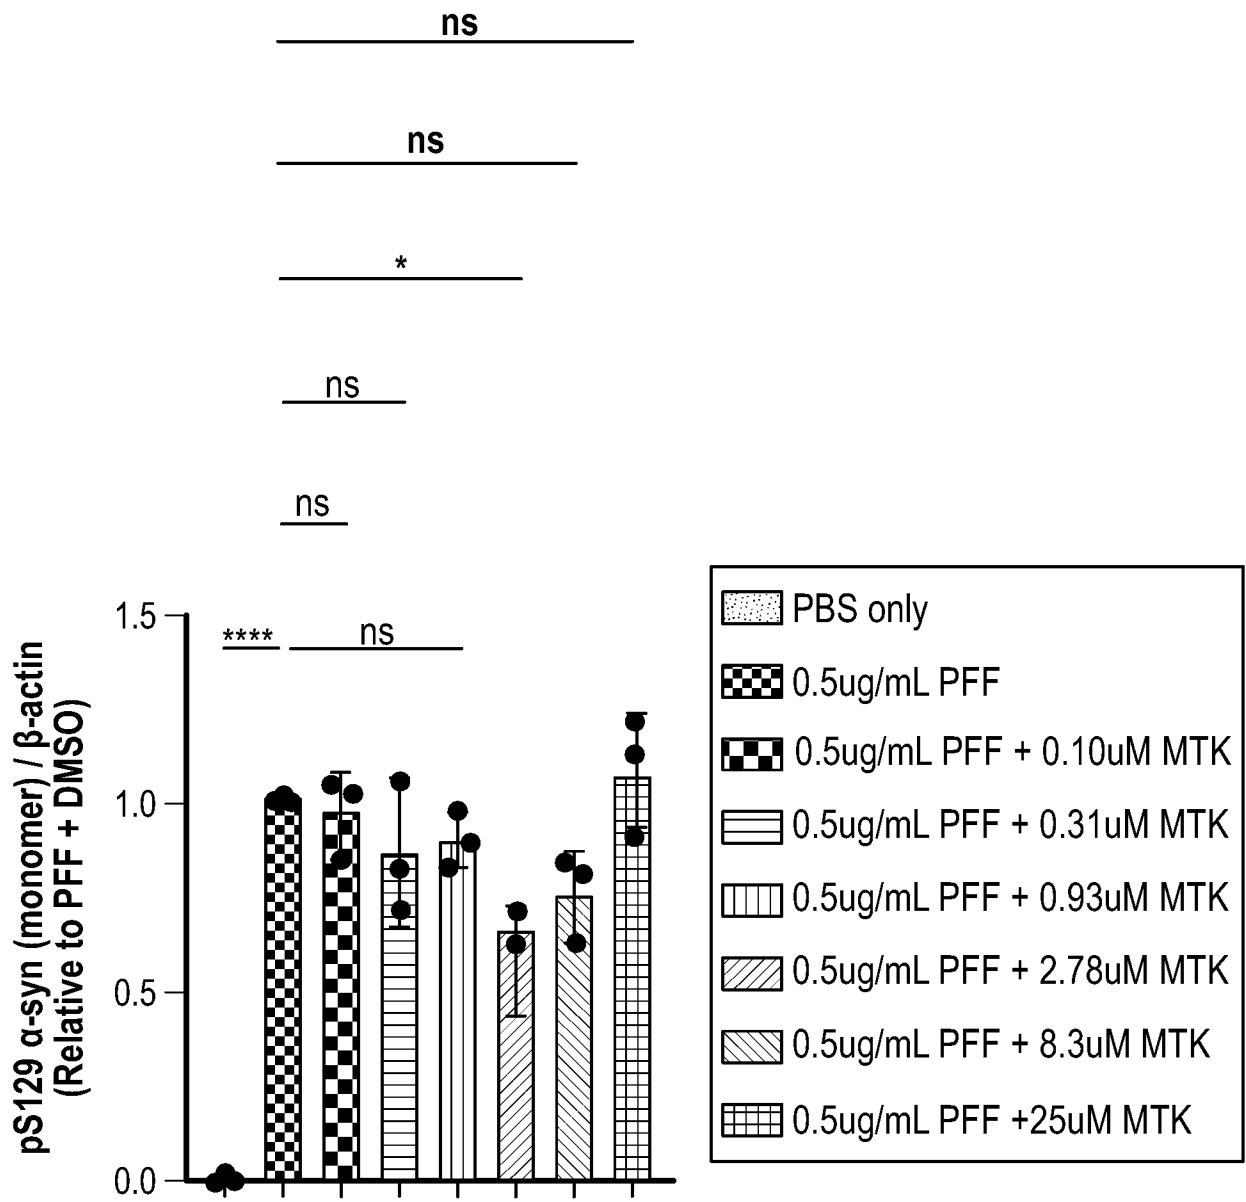 ns
ns
*
ns
ns
**** ns
pS129 α-syn (monomer) / β-actin
(Relative to PFF + DMSO)
1.5
1.0
0.5
0.0
PBS only
0.5ug/mL PFF
0.5ug/mL PFF + 0.10uM MTK
0.5ug/mL PFF + 0.31uM MTK
0.5ug/mL PFF + 0.93uM MTK
0.5ug/mL PFF + 2.78uM MTK
0.5ug/mL PFF + 8.3uM MTK
0.5ug/mL PFF +25uM MTK